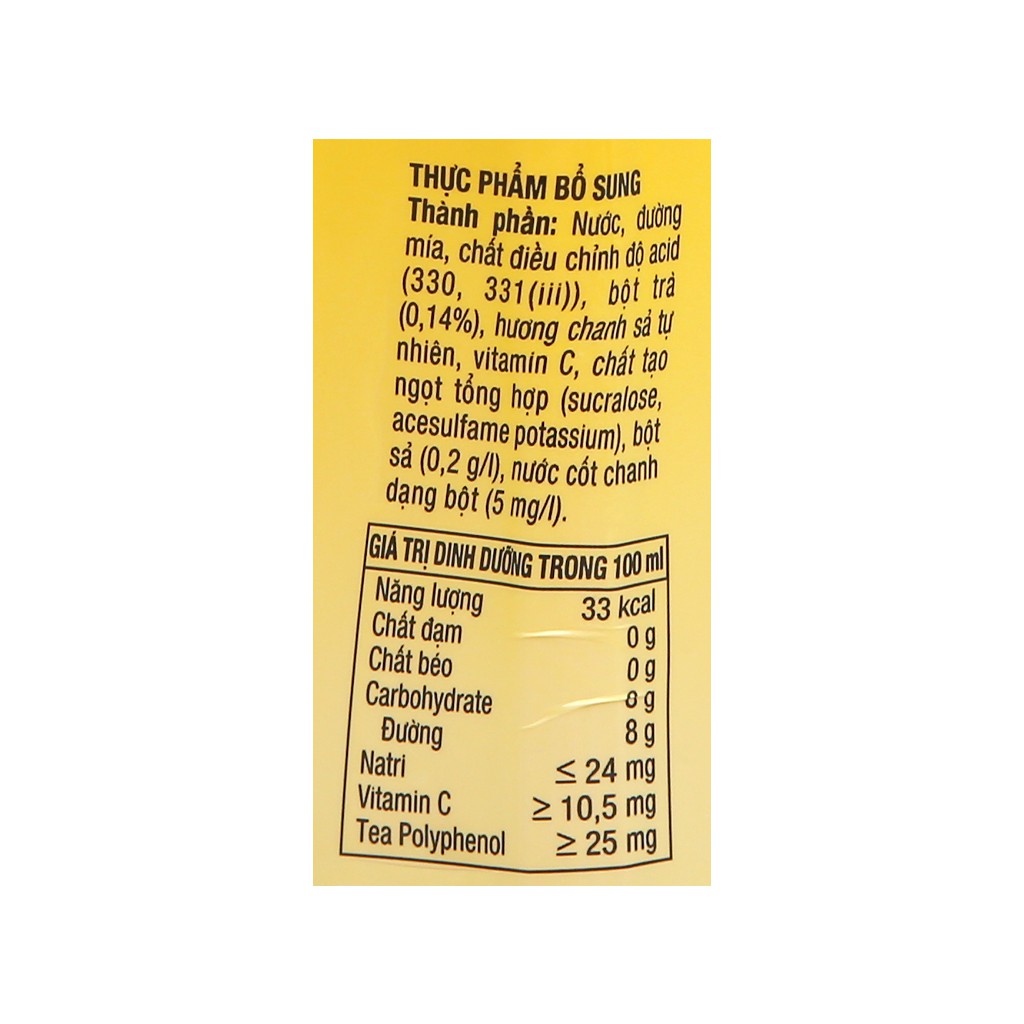 THỰC PHẨM BỔ SUNG
Thành phần: Nước, đường
mía, chất điều chỉnh độ acid
(330, 331(iii)), bột trà
(0,14%), hương chanh sả tự
nhiên, vitamin C, chất tạo
ngọt tổng hợp (sucralose,
acesulfame potassium), bột
sả (0,2 g/l), nước cốt chanh
dạng bột (5 mg/l).
GIÁ TRỊ DINH DƯỠNG TRONG 100 ml
Năng lượng 33 kcal
Chất đạm 0 g
Chất béo 0 g
Carbohydrate 8 g
Đường 8 g
Natri ≤ 24 mg
Vitamin C ≥ 10,5 mg
Tea Polyphenol ≥ 25 mg